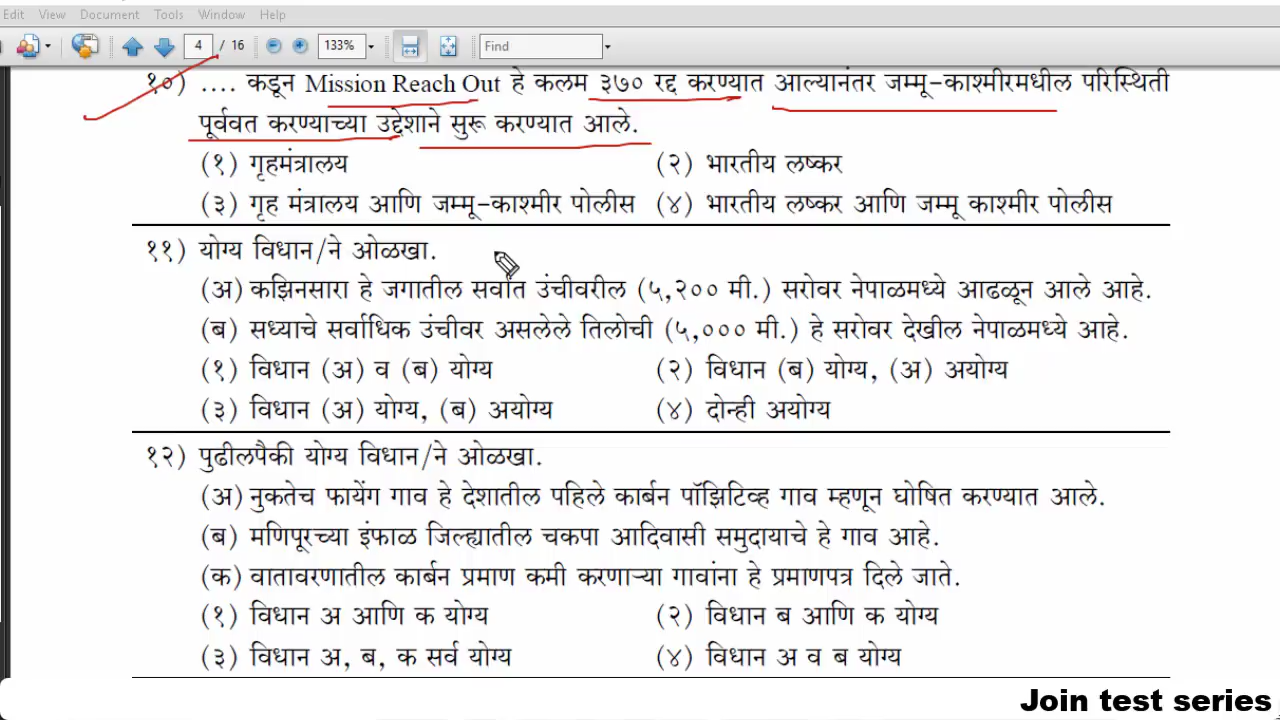 Edit View Document Tools Window Help
4 / 16 133% Find
१०) .... कडून Mission Reach Out हे कलम ३७० रद्द करण्यात आल्यानंतर जम्मू-काश्मीरमधील परिस्थिती
पूर्ववत करण्याच्या उद्देशाने सुरू करण्यात आले.
(१) गृहमंत्रालय (२) भारतीय लष्कर
(३) गृह मंत्रालय आणि जम्मू-काश्मीर पोलीस (४) भारतीय लष्कर आणि जम्मू काश्मीर पोलीस
११) योग्य विधान/ने ओळखा.
(अ) कझिनसारा हे जगातील सर्वांत उंचीवरील (५,२०० मी.) सरोवर नेपाळमध्ये आढळून आले आहे.
(ब) सध्याचे सर्वाधिक उंचीवर असलेले तिलोची (५,००० मी.) हे सरोवर देखील नेपाळमध्ये आहे.
(१) विधान (अ) व (ब) योग्य (२) विधान (ब) योग्य, (अ) अयोग्य
(३) विधान (अ) योग्य, (ब) अयोग्य (४) दोन्ही अयोग्य
१२) पुढीलपैकी योग्य विधान/ने ओळखा.
(अ) नुकतेच फायेंग गाव हे देशातील पहिले कार्बन पॉझिटिव्ह गाव म्हणून घोषित करण्यात आले.
(ब) मणिपूरच्या इंफाळ जिल्ह्यातील चकपा आदिवासी समुदायाचे हे गाव आहे.
(क) वातावरणातील कार्बन प्रमाण कमी करणाऱ्या गावांना हे प्रमाणपत्र दिले जाते.
(१) विधान अ आणि क योग्य (२) विधान ब आणि क योग्य
(३) विधान अ, ब, क सर्व योग्य (४) विधान अ व ब योग्य
Join test series